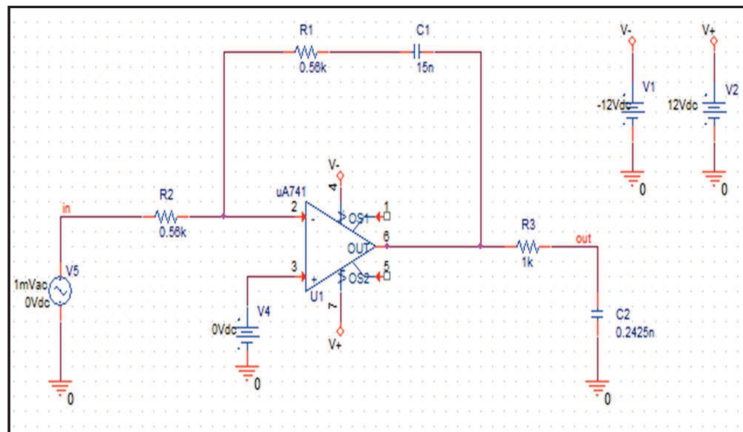 R1
0.56k
C1
15n
V-
V1
-12Vdc
0
V+
V2
12Vdc
0
in
R2
0.56k
V5
1mVac
0Vdc
0
uA741
V-
4
2
-
OS1
1
OUT
6
3
+
OS2
5
U1
7
V+
V4
0Vdc
0
R3
1k
out
C2
0.2425n
0